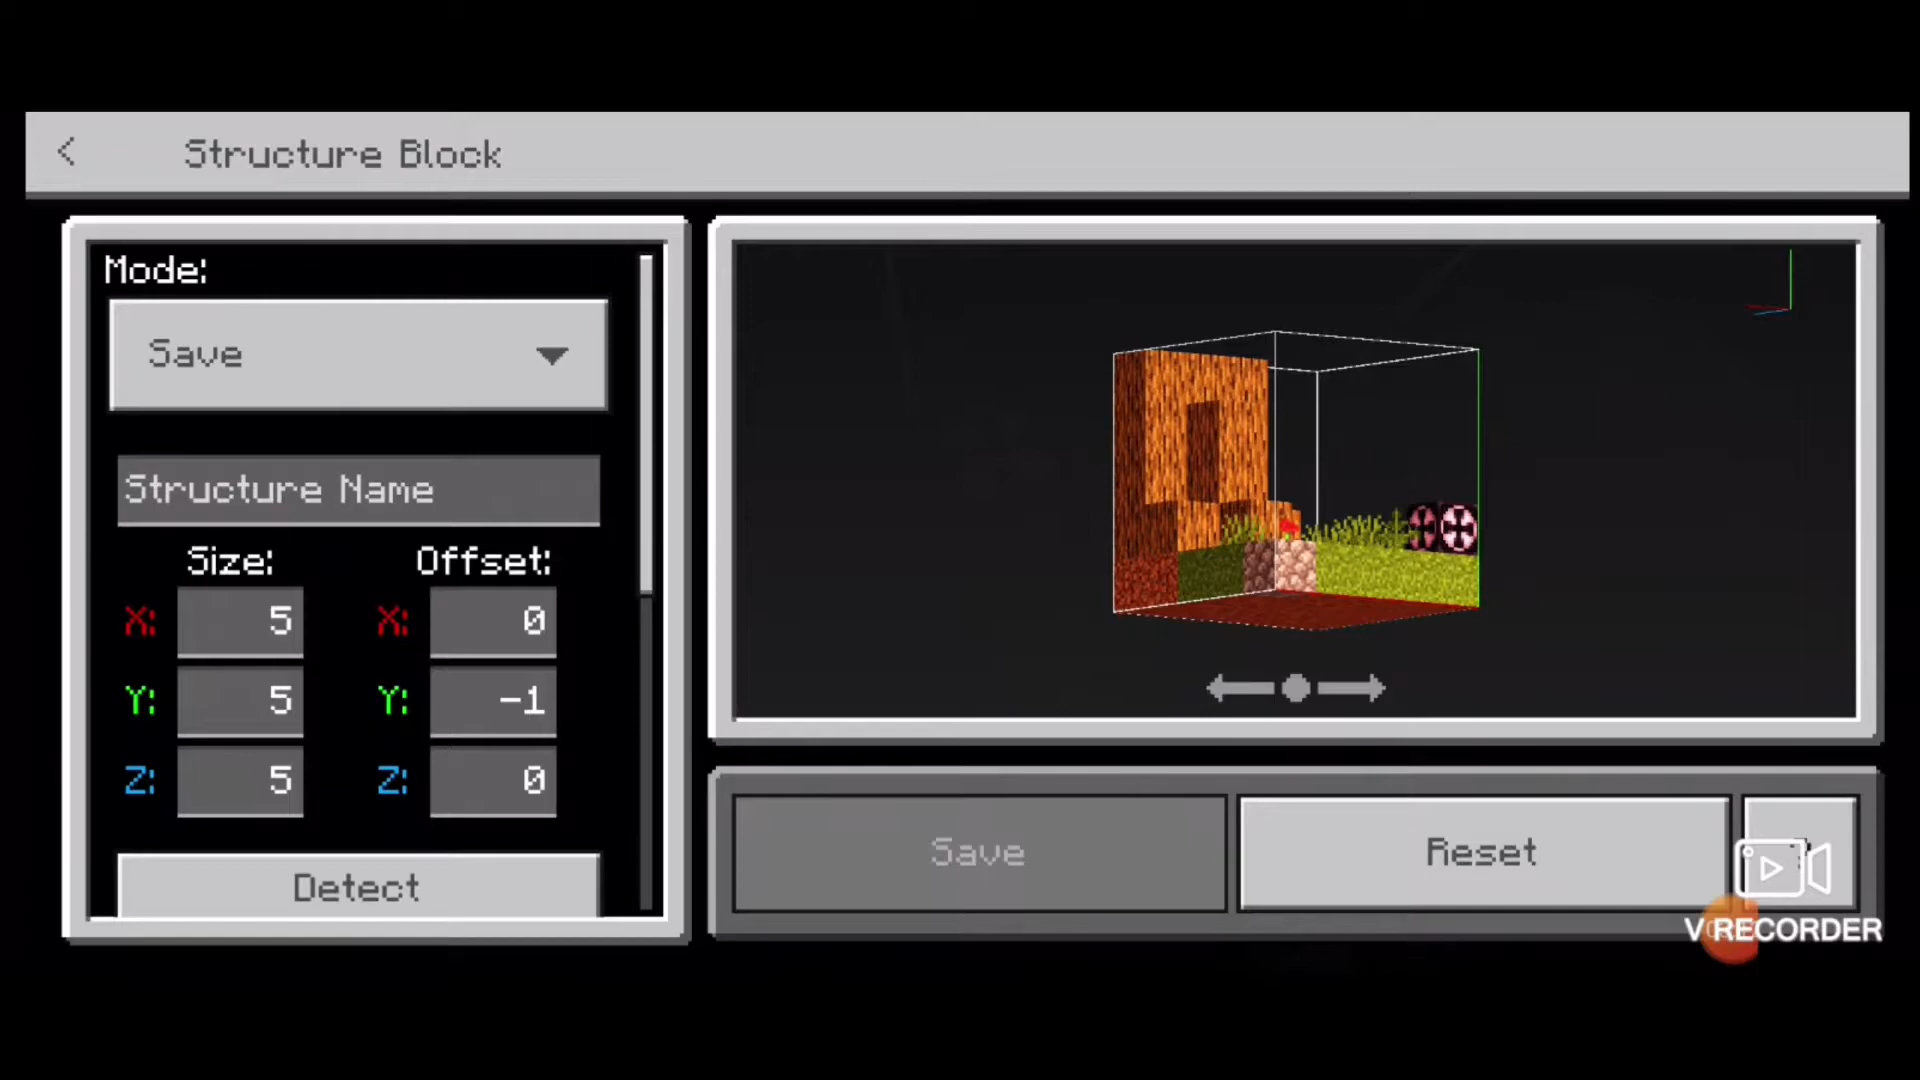 Structure Block
Mode:
Save
Structure Name
Size: Offset:
X: 5 X: 0
Y: 5 Y: -1
Z: 5 Z: 0
Detect
Save
Reset
V RECORDER